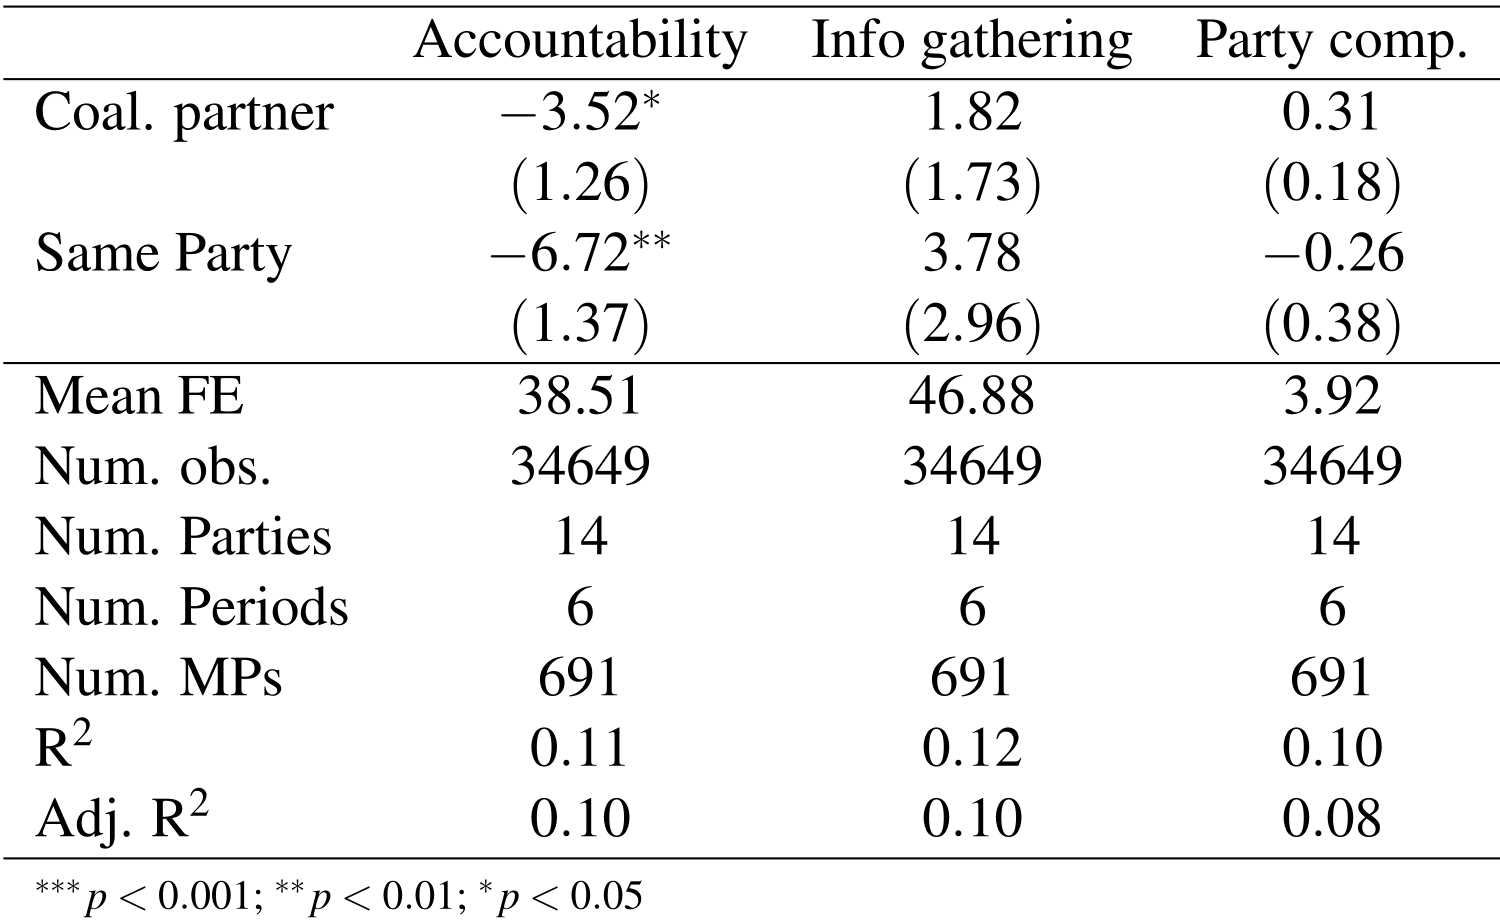 Accountability Info gathering Party comp.
Coal. partner −3.52* 1.82 0.31
(1.26) (1.73) (0.18)
Same Party −6.72** 3.78 −0.26
(1.37) (2.96) (0.38)
Mean FE 38.51 46.88 3.92
Num. obs. 34649 34649 34649
Num. Parties 14 14 14
Num. Periods 6 6 6
Num. MPs 691 691 691
R² 0.11 0.12 0.10
Adj. R² 0.10 0.10 0.08
***p < 0.001; **p < 0.01; *p < 0.05